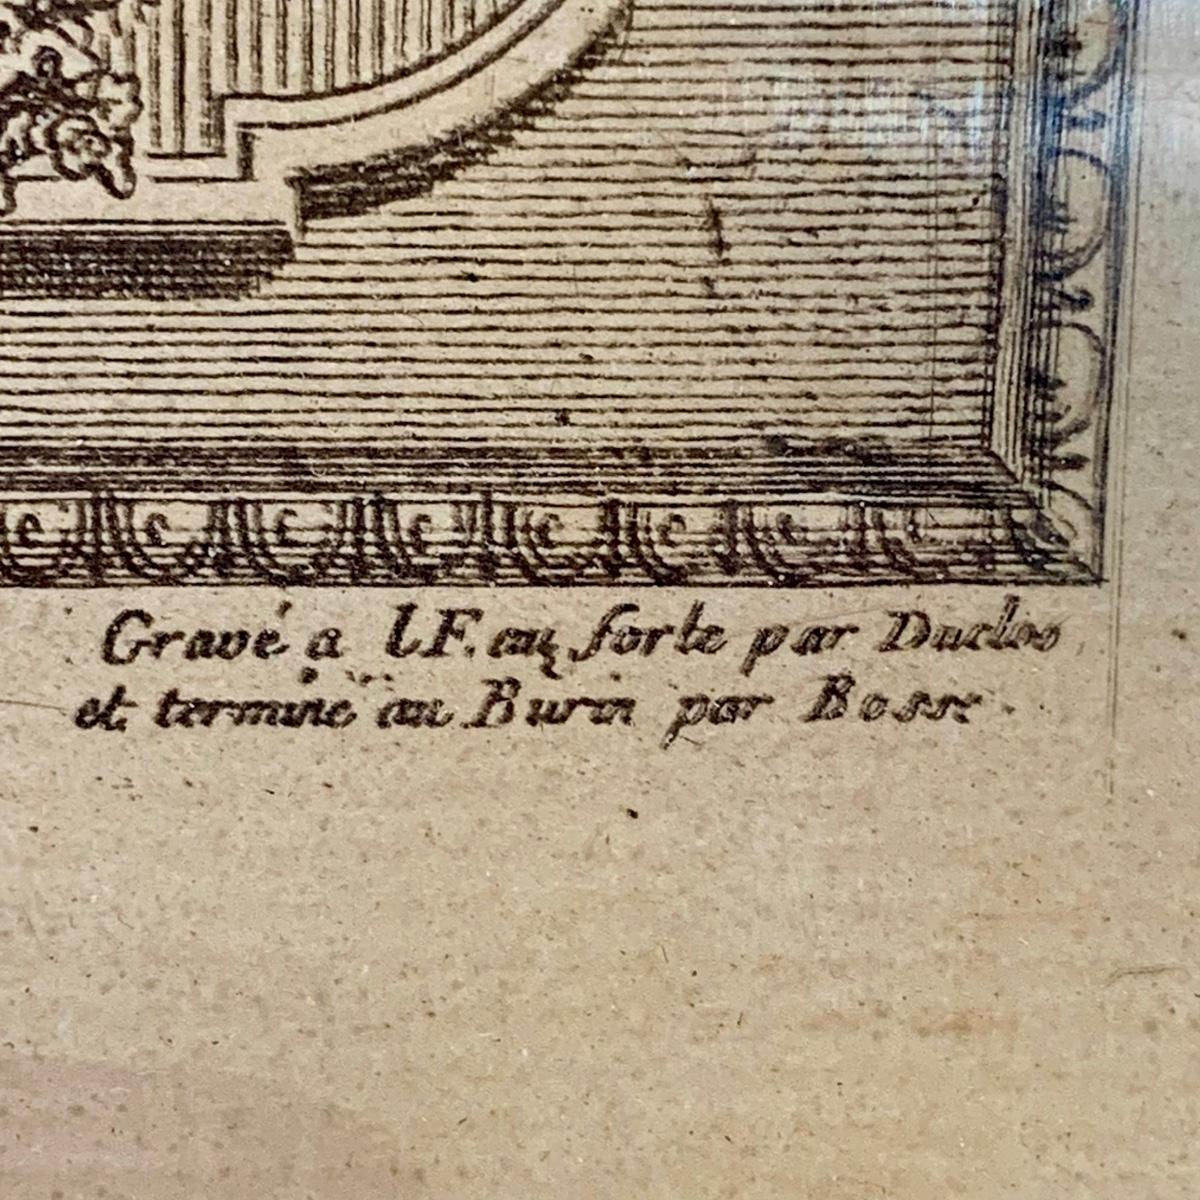 Gravé a l'F. au forte par Duclos
et terminé au Burin par Bosse.